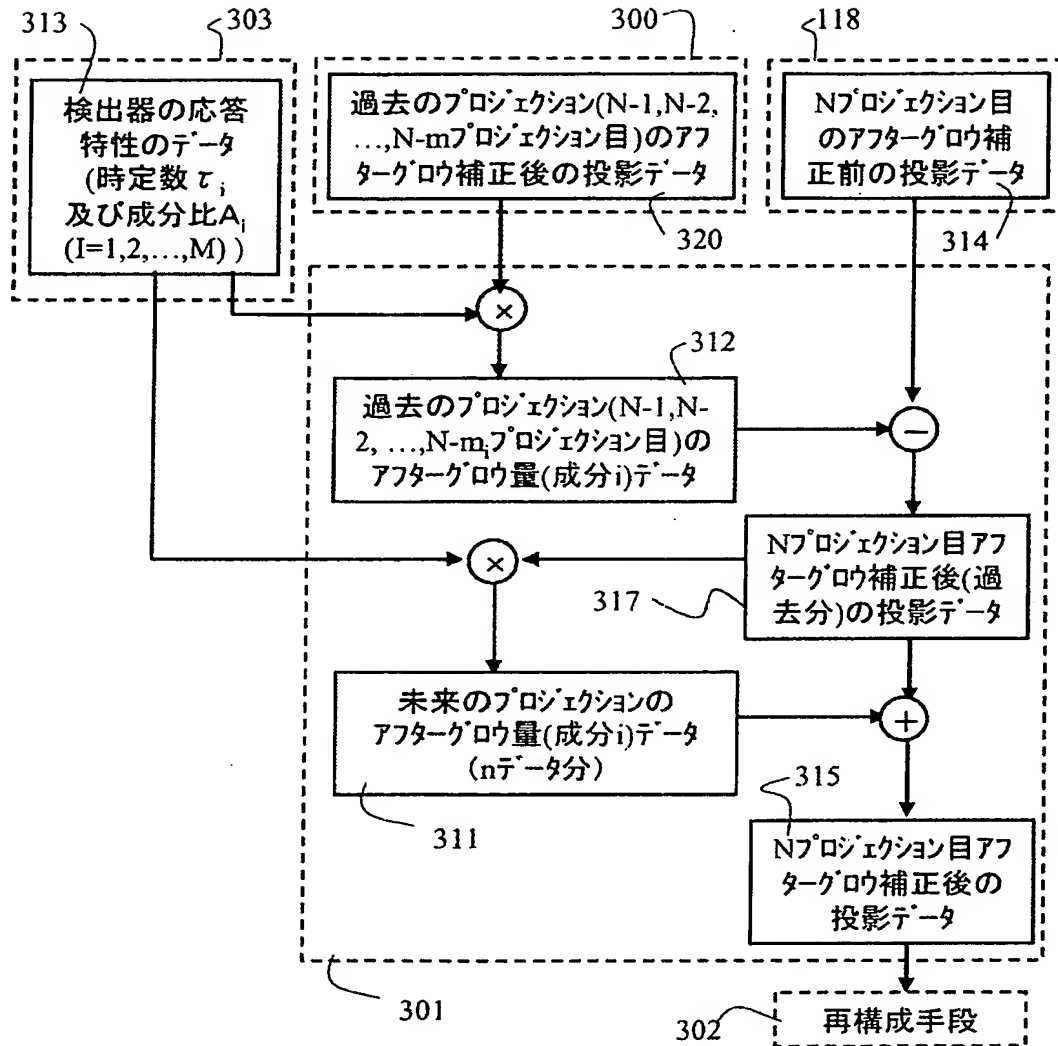 313
303
300
118
検出器の応答
特性のデータ
(時定数τi
及び成分比Ai
(I=1,2,…,M) )
過去のプロジェクション(N-1,N-2,
…,N-mプロジェクション目)のアフ
ターグロウ補正後の投影データ
320
Nプロジェクション目
のアフターグロウ補
正前の投影データ
314
×
312
過去のプロジェクション(N-1,N-
2, …,N-miプロジェクション目)の
アフターグロウ量(成分i)データ
−
×
317
Nプロジェクション目アフ
ターグロウ補正後(過
去分)の投影データ
未来のプロジェクションの
アフターグロウ量(成分i)データ
(nデータ分)
311
+
315
Nプロジェクション目アフ
ターグロウ補正後の
投影データ
301
302
再構成手段